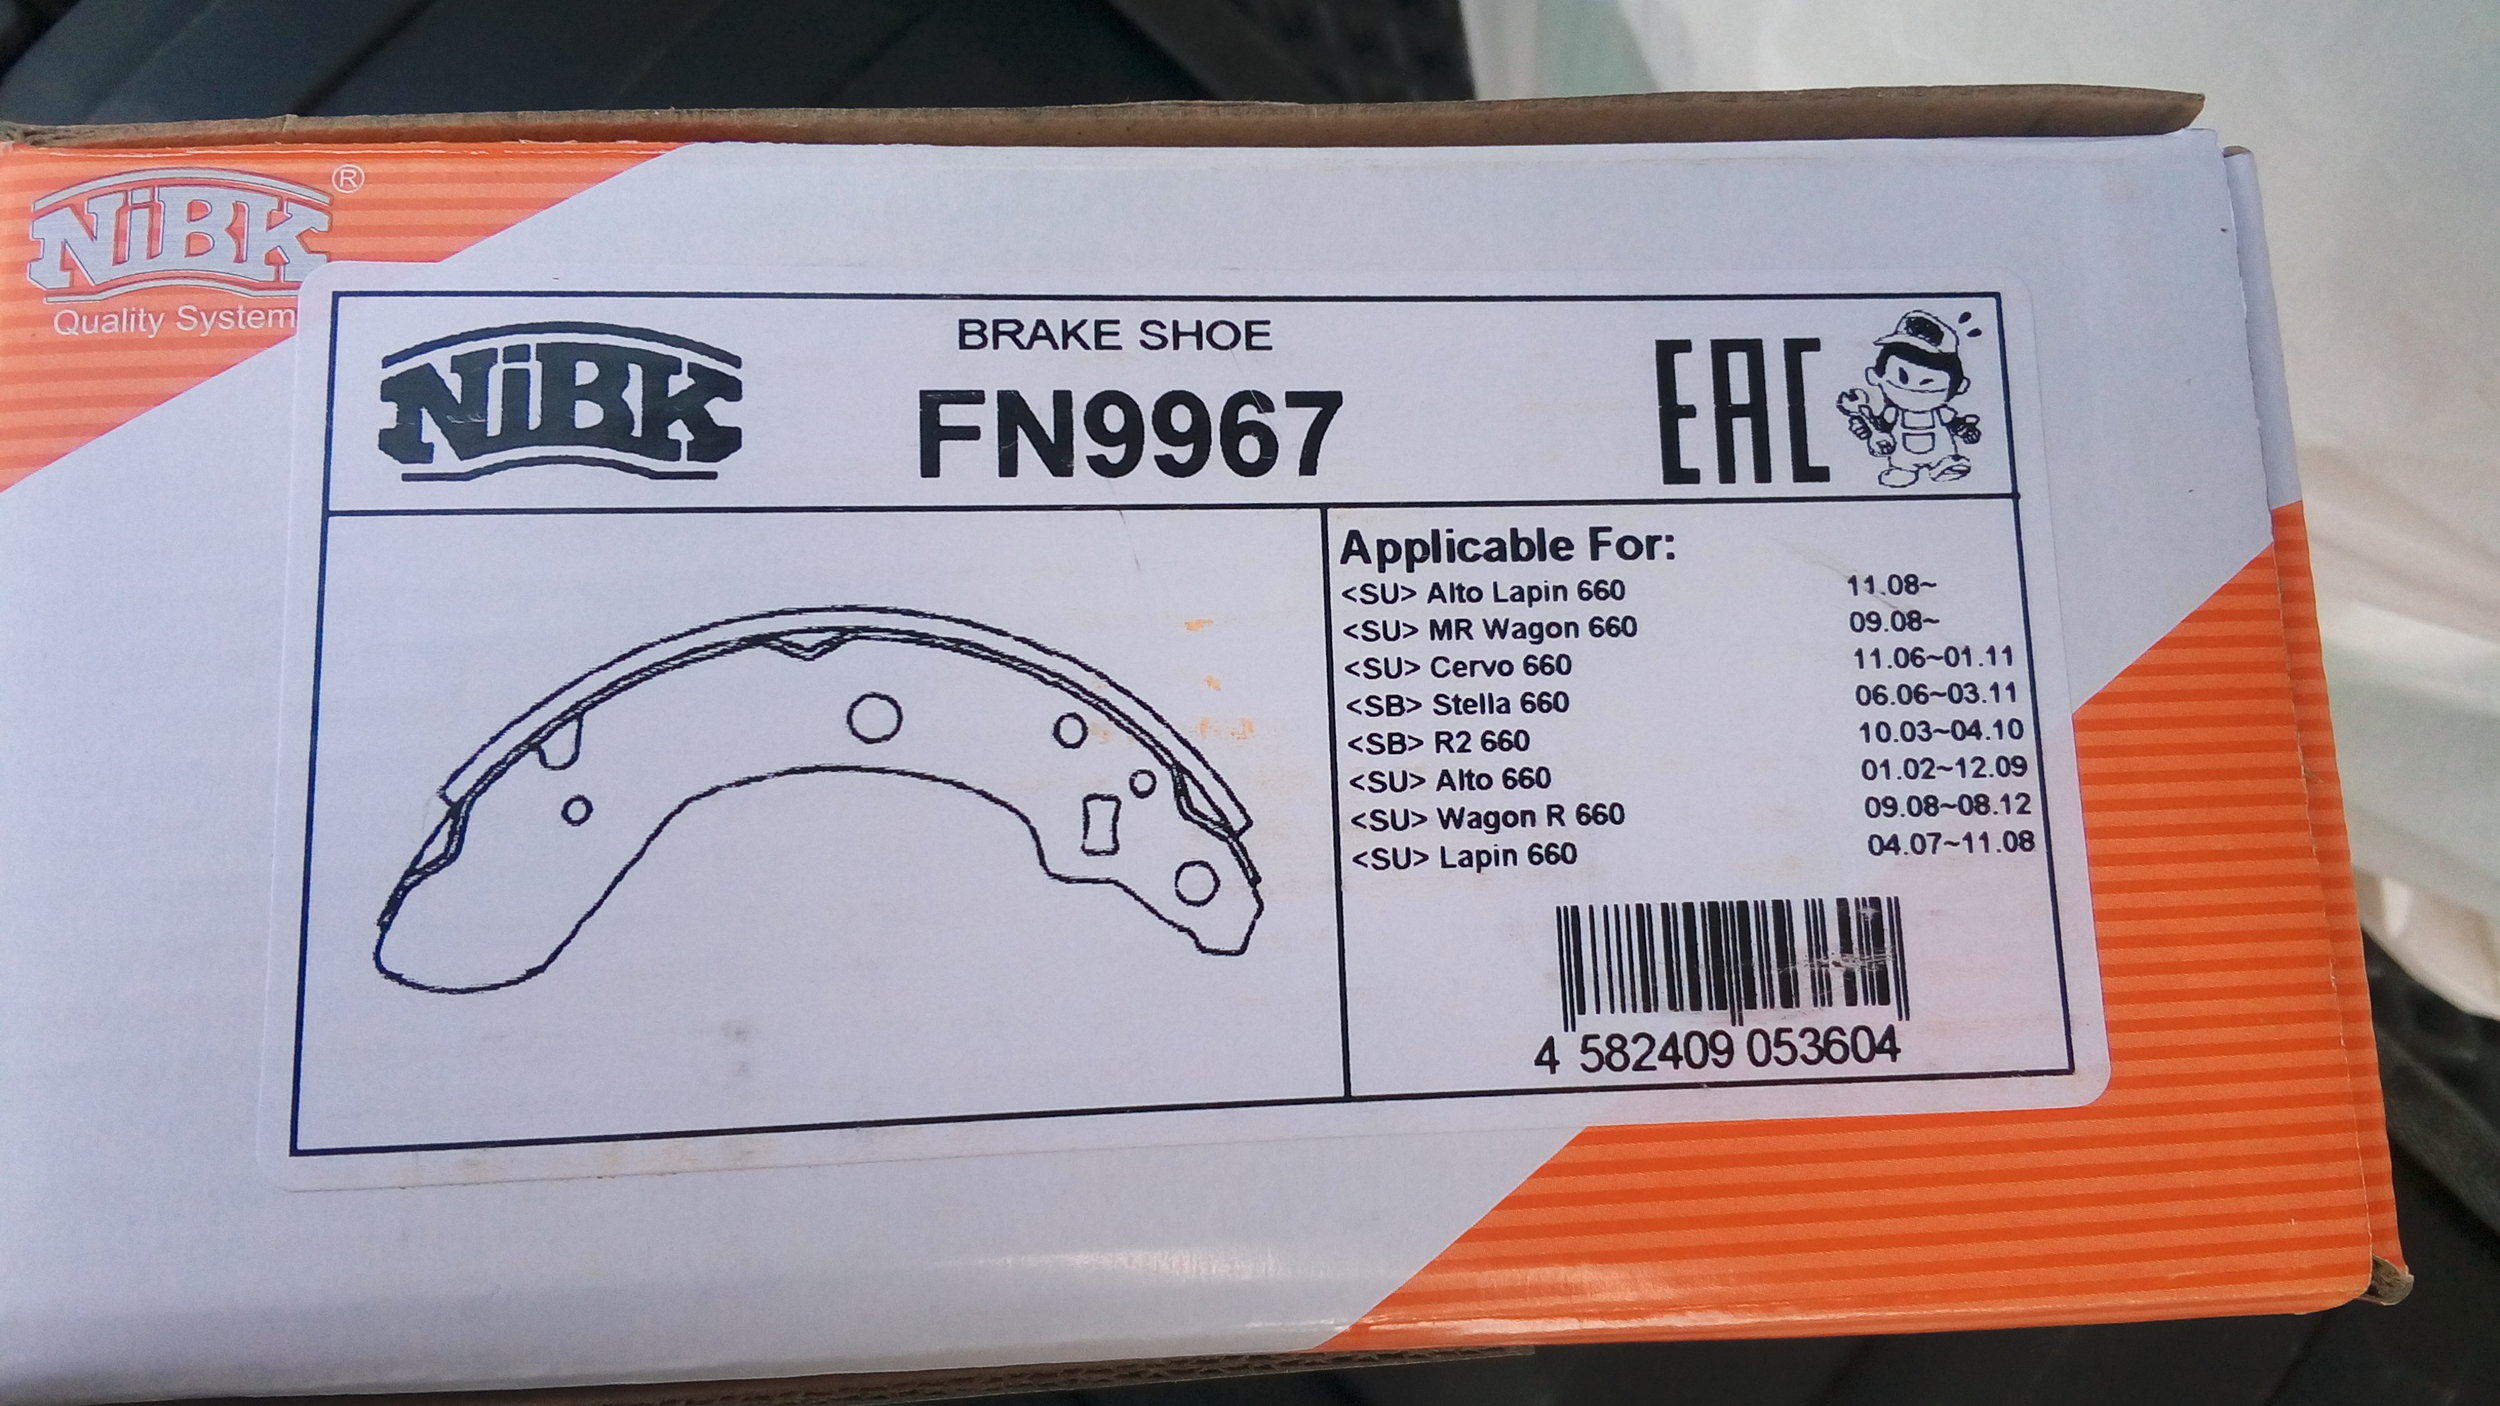 NiBK®
Quality System
NiBK
BRAKE SHOE
FN9967
EAC
Applicable For:
<SU> Alto Lapin 660 11.08~
<SU> MR Wagon 660 09.08~
<SU> Cervo 660 11.06~01.11
<SB> Stella 660 06.06~03.11
<SB> R2 660 10.03~04.10
<SU> Alto 660 01.02~12.09
<SU> Wagon R 660 09.08~08.12
<SU> Lapin 660 04.07~11.08
4 582409 053604